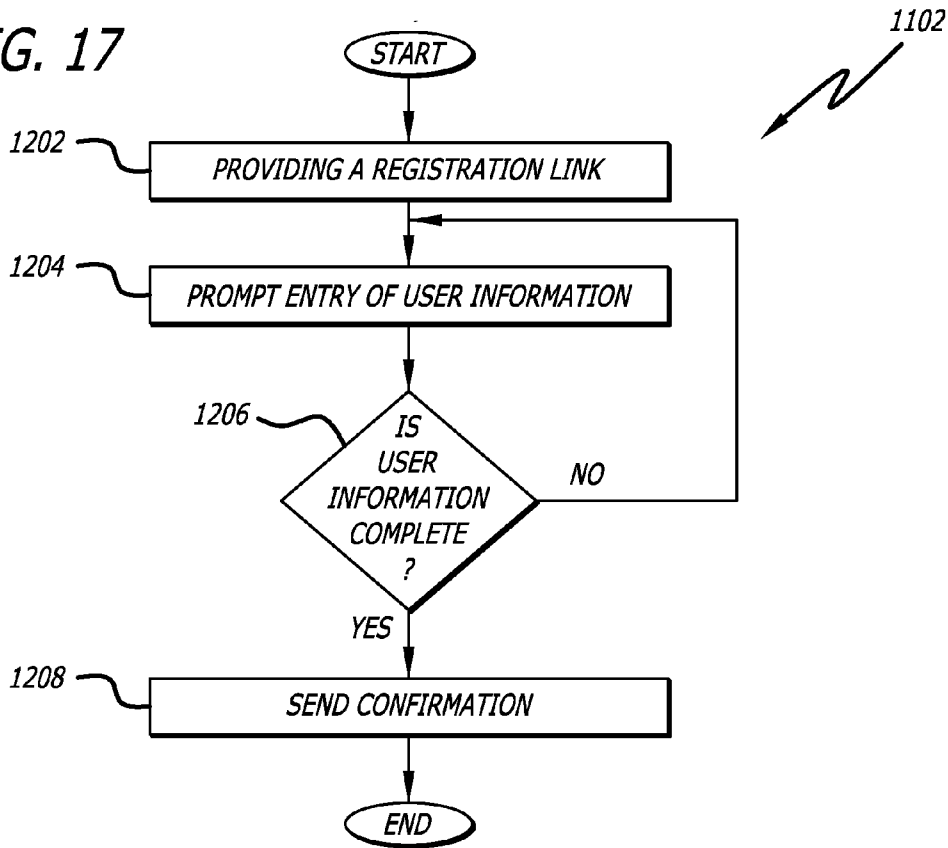 G. 17
1102
START
1202
PROVIDING A REGISTRATION LINK
1204
PROMPT ENTRY OF USER INFORMATION
1206
IS
USER
INFORMATION
COMPLETE
?
NO
YES
1208
SEND CONFIRMATION
END